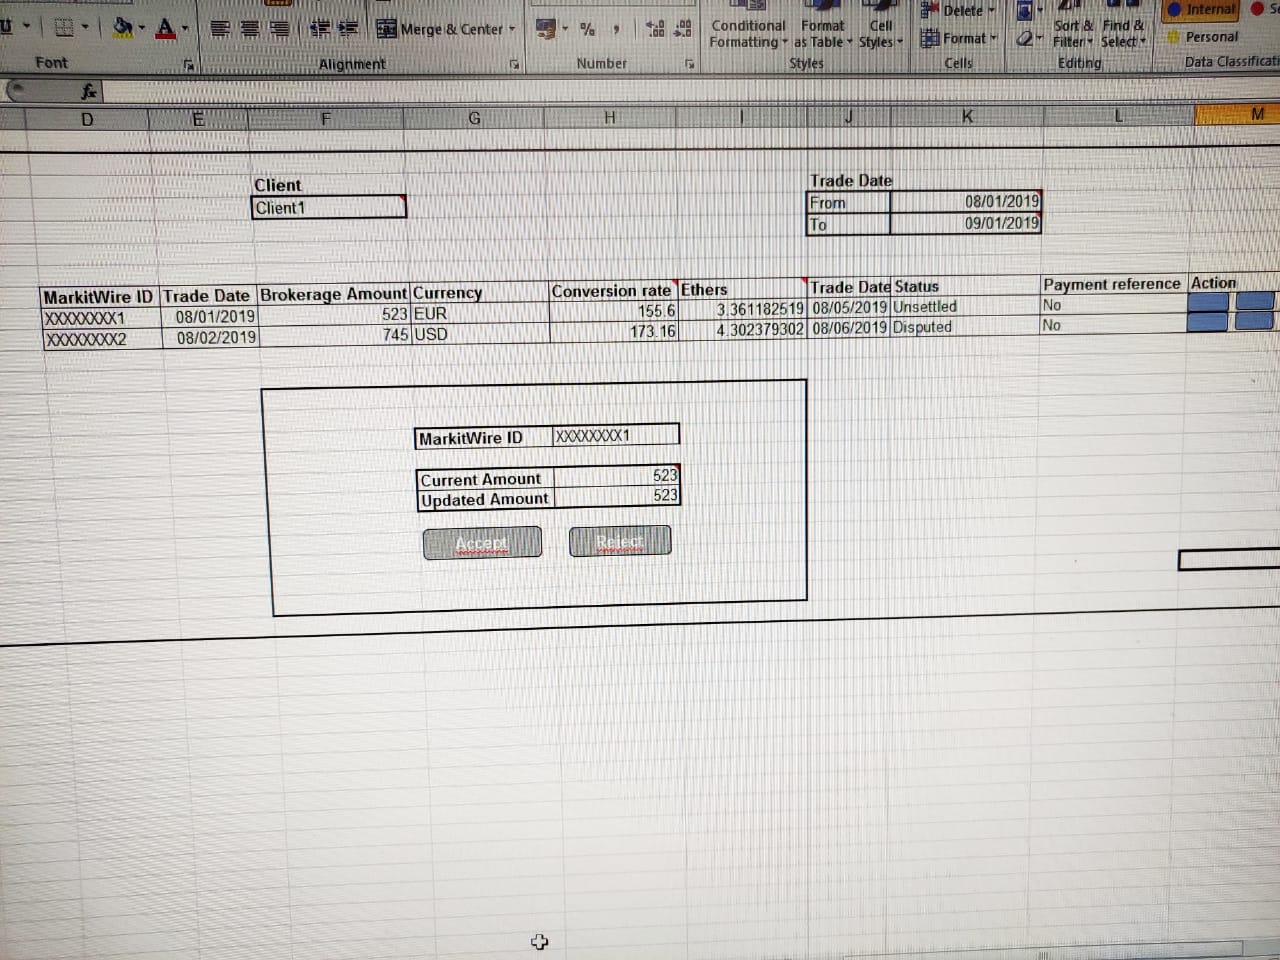 U A Merge & Center % , Conditional Formatting Format as Table Cell Styles Delete Format Sort & Filter Find & Select Internal Personal
Font Alignment Number Styles Cells Editing Data Classificati
fx
D E F G H I J K L M
Client
Client1
Trade Date
From 08/01/2019
To 09/01/2019
MarkitWire ID Trade Date Brokerage Amount Currency Conversion rate Ethers Trade Date Status Payment reference Action
XXXXXXXX1 08/01/2019 523 EUR 155.6 3.361182519 08/05/2019 Unsettled No
XXXXXXXX2 08/02/2019 745 USD 173.16 4.302379302 08/06/2019 Disputed No
MarkitWire ID XXXXXXXX1
Current Amount 523
Updated Amount 523
Accept Reject